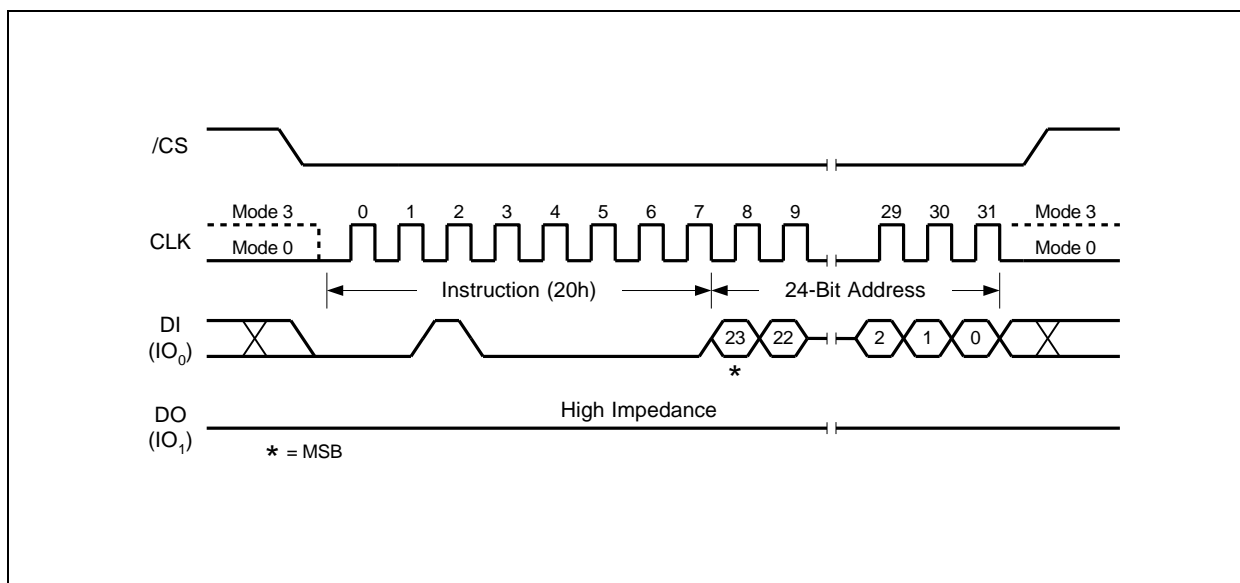 /CS
Mode 3 0 1 2 3 4 5 6 7 8 9 29 30 31 Mode 3
CLK Mode 0 Mode 0
Instruction (20h) 24-Bit Address
DI
(IO0) 23 22 2 1 0
*
DO High Impedance
(IO1)
* = MSB